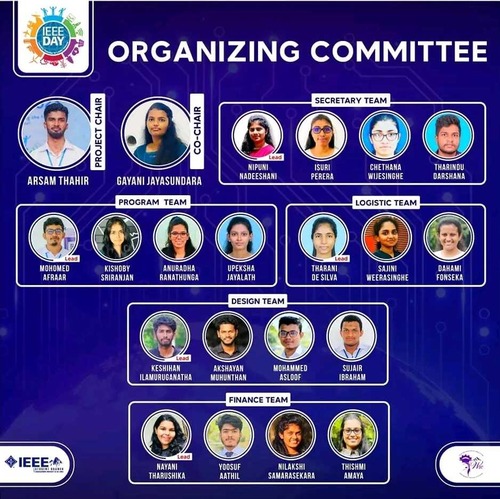 IEEE
DAY
ORGANIZING COMMITTEE
PROJECT CHAIR
CO-CHAIR
ARSAM THAHIR
GAYANI JAYASUNDARA
SECRETARY TEAM
Lead
NIPUNI
NADEESHANI
ISURI
PERERA
CHETHANA
WIJESINGHE
THARINDU
DARSHANA
PROGRAM TEAM
Lead
MOHOMED
AFRAAR
KISHOBY
SRIRANJAN
ANURADHA
RANATHUNGA
UPEKSHA
JAYALATH
LOGISTIC TEAM
Lead
THARANI
DE SILVA
SAJINI
WEERASINGHE
DAHAMI
FONSEKA
DESIGN TEAM
Lead
KESHIHAN
ILAMURUGANATHA
AKSHAYAN
MUHUNTHAN
MOHAMMED
ASLOOF
SUJAIR
IBRAHAM
FINANCE TEAM
Lead
NAYANI
THARUSHIKA
YOOSUF
AATHIL
NILAKSHI
SAMARASEKARA
THISHMI
AMAYA
IEEE
STUDENT BRANCH